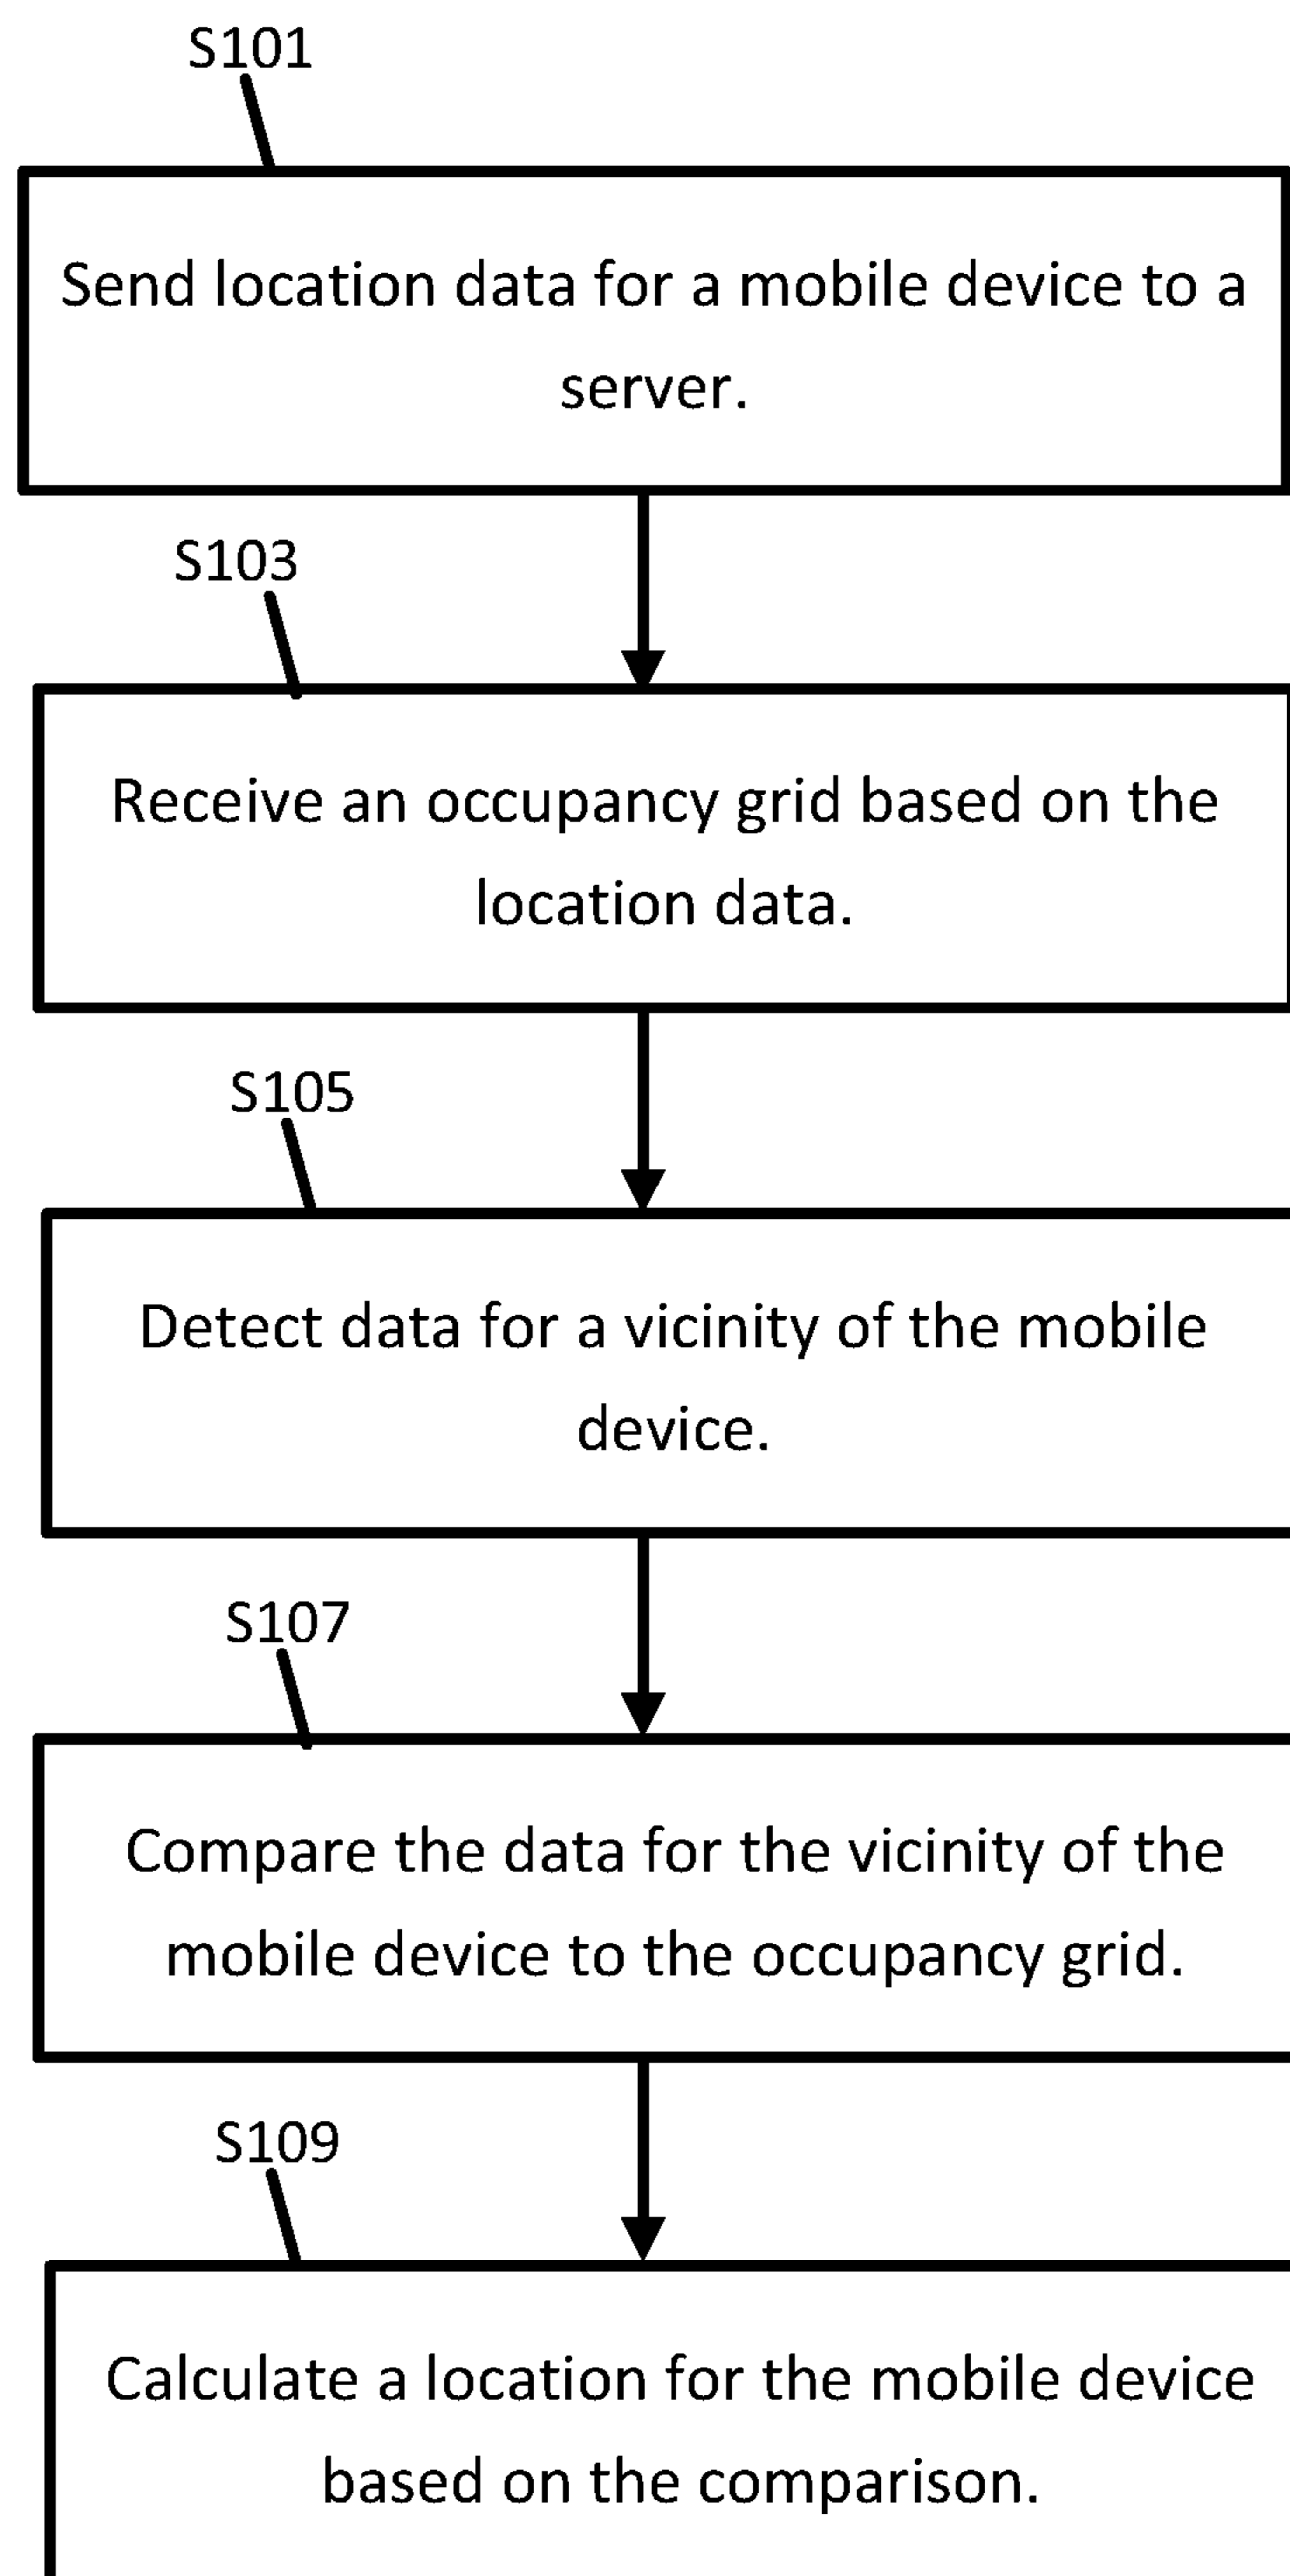 S101
Send location data for a mobile device to a
server.
S103
Receive an occupancy grid based on the
location data.
S105
Detect data for a vicinity of the mobile
device.
S107
Compare the data for the vicinity of the
mobile device to the occupancy grid.
S109
Calculate a location for the mobile device
based on the comparison.